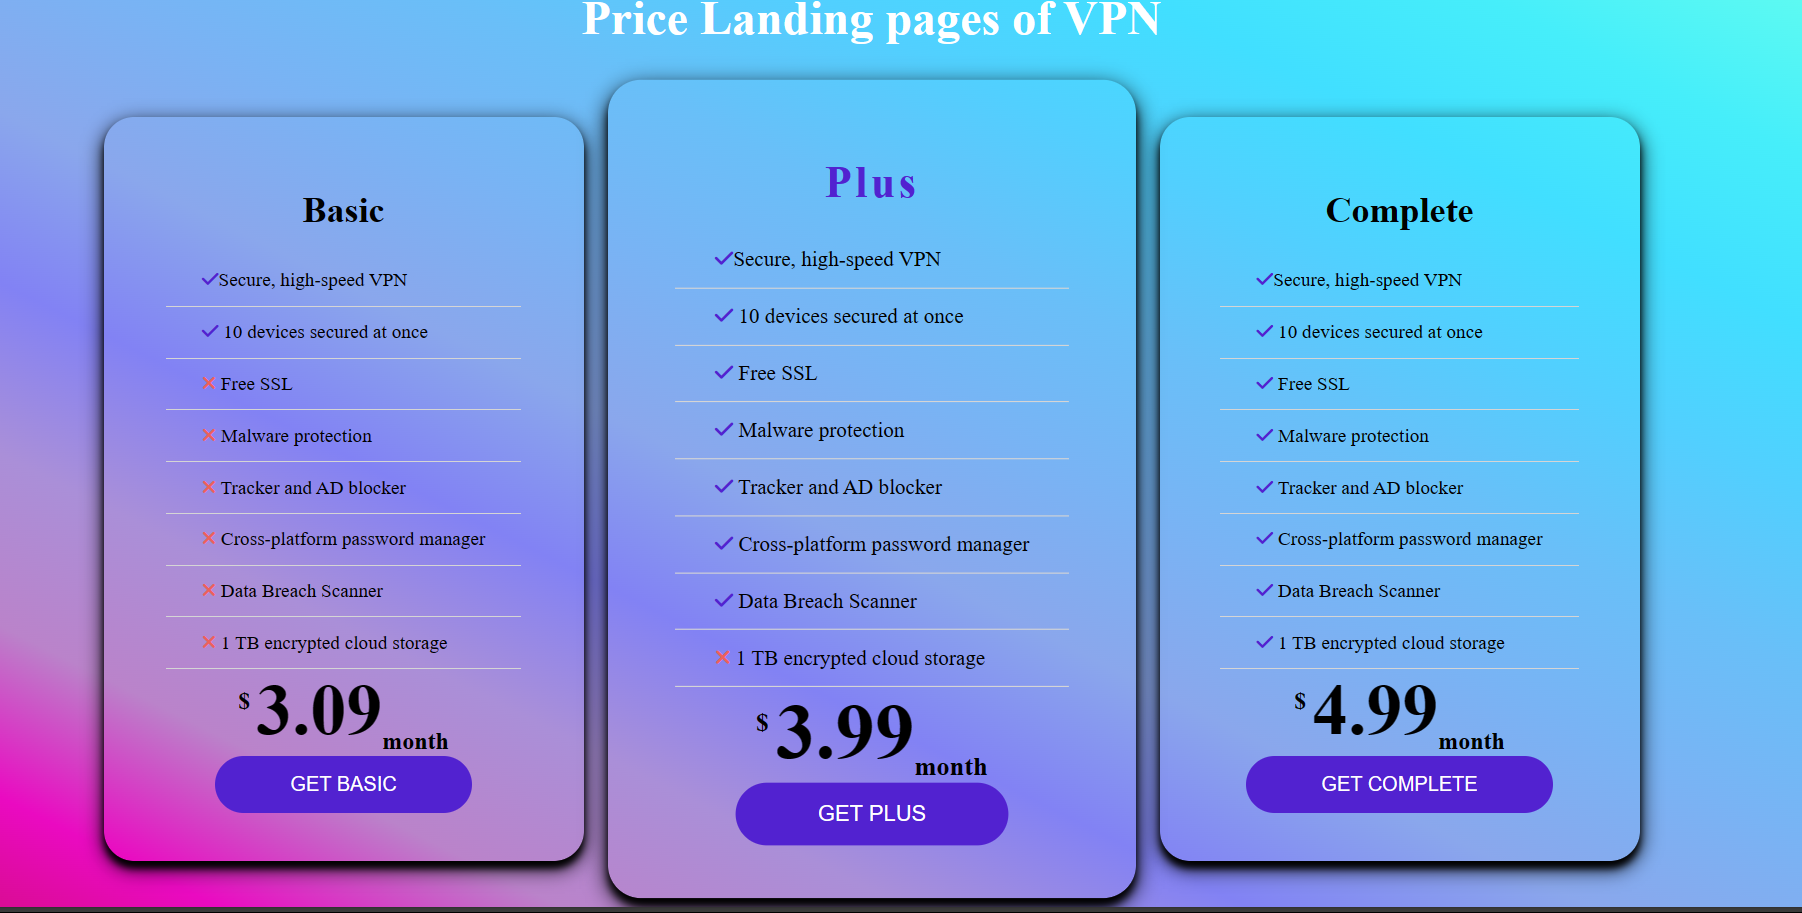 Price Landing pages of VPN
Basic
Secure, high-speed VPN
10 devices secured at once
Free SSL
Malware protection
Tracker and AD blocker
Cross-platform password manager
Data Breach Scanner
1 TB encrypted cloud storage
$ 3.09 month
GET BASIC
Plus
Secure, high-speed VPN
10 devices secured at once
Free SSL
Malware protection
Tracker and AD blocker
Cross-platform password manager
Data Breach Scanner
1 TB encrypted cloud storage
$ 3.99 month
GET PLUS
Complete
Secure, high-speed VPN
10 devices secured at once
Free SSL
Malware protection
Tracker and AD blocker
Cross-platform password manager
Data Breach Scanner
1 TB encrypted cloud storage
$ 4.99 month
GET COMPLETE